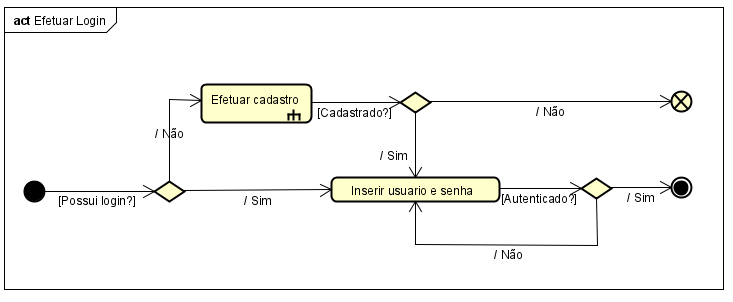 act Efetuar Login
Efetuar cadastro
[Cadastrado?]
/ Não
/ Não
/ Sim
[Possui login?]
/ Sim
Inserir usuario e senha
[Autenticado?]
/ Sim
/ Não